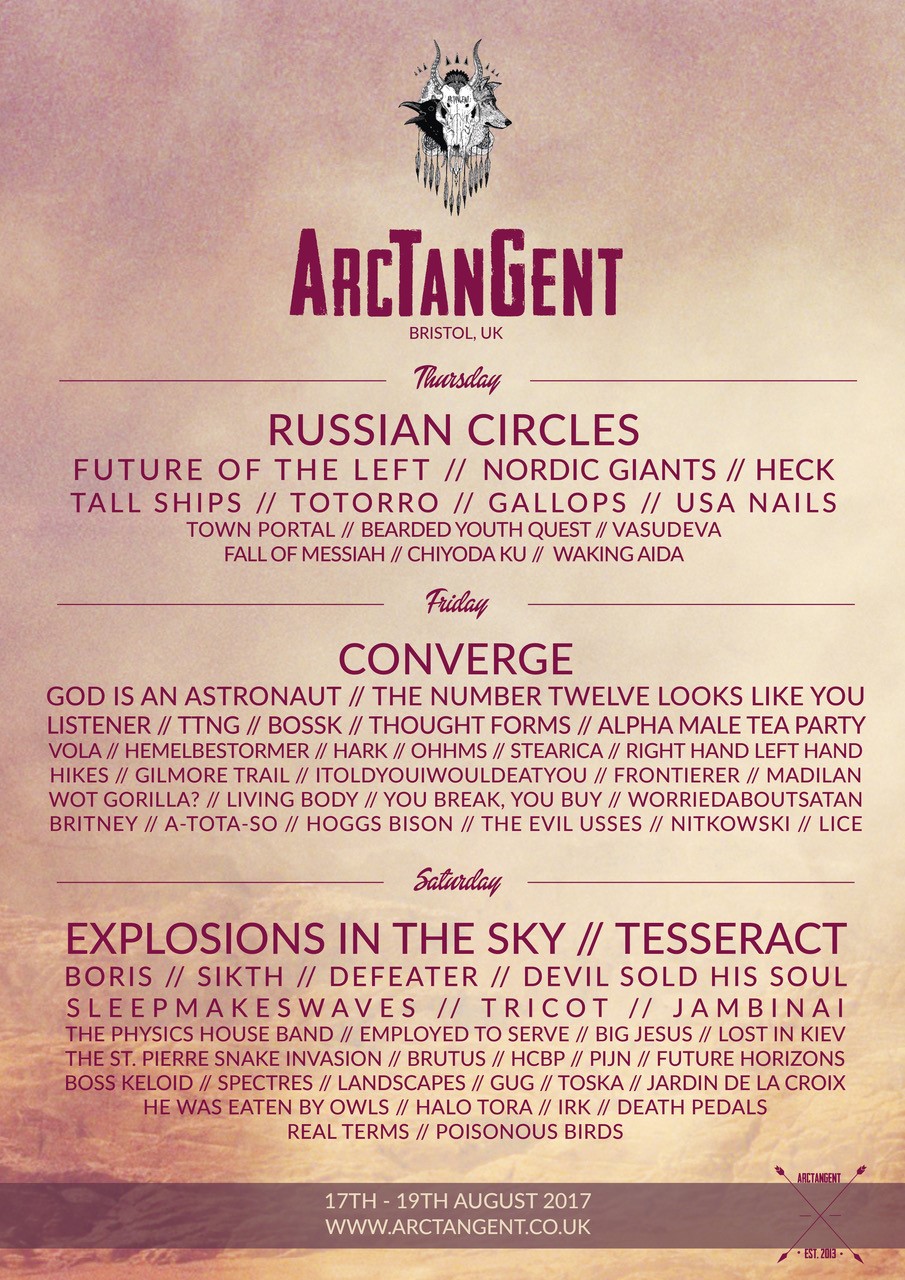 ARCTANGENT
ARCTANGENT
BRISTOL, UK
Thursday
RUSSIAN CIRCLES
FUTURE OF THE LEFT // NORDIC GIANTS // HECK
TALL SHIPS // TOTORRO // GALLOPS // USA NAILS
TOWN PORTAL // BEARDED YOUTH QUEST // VASUDEVA
FALL OF MESSIAH // CHIYODA KU // WAKING AIDA
Friday
CONVERGE
GOD IS AN ASTRONAUT // THE NUMBER TWELVE LOOKS LIKE YOU
LISTENER // TTNG // BOSSK // THOUGHT FORMS // ALPHA MALE TEA PARTY
VOLA // HEMELBESTORMER // HARK // OHHMS // STEARICA // RIGHT HAND LEFT HAND
HIKES // GILMORE TRAIL // ITOLDYOUIWOULDEATYOU // FRONTIERER // MADILAN
WOT GORILLA? // LIVING BODY // YOU BREAK, YOU BUY // WORRIEDABOUTSATAN
BRITNEY // A-TOTA-SO // HOGGS BISON // THE EVIL USSES // NITKOWSKI // LICE
Saturday
EXPLOSIONS IN THE SKY // TESSERACT
BORIS // SIKTH // DEFEATER // DEVIL SOLD HIS SOUL
SLEEPMAKESWAVES // TRICOT // JAMBINAI
THE PHYSICS HOUSE BAND // EMPLOYED TO SERVE // BIG JESUS // LOST IN KIEV
THE ST. PIERRE SNAKE INVASION // BRUTUS // HCBP // PIJN // FUTURE HORIZONS
BOSS KELOID // SPECTRES // LANDSCAPES // GUG // TOSKA // JARDIN DE LA CROIX
HE WAS EATEN BY OWLS // HALO TORA // IRK // DEATH PEDALS
REAL TERMS // POISONOUS BIRDS
17TH - 19TH AUGUST 2017
WWW.ARCTANGENT.CO.UK
ARCTANGENT
• EST. 2013 •